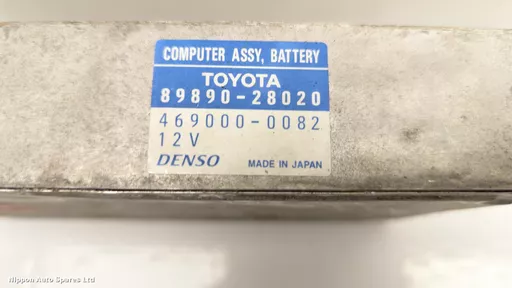 COMPUTER ASSY, BATTERY
TOYOTA
89890-28020
469000-0082
12V
DENSO MADE IN JAPAN
Nippon Auto Spares Ltd